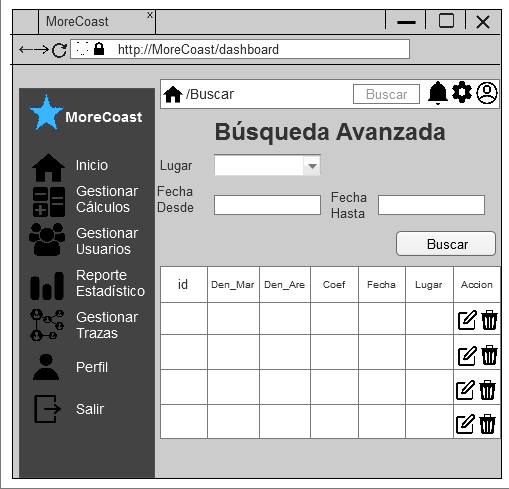 MoreCoast x
http://MoreCoast/dashboard
MoreCoast
Inicio
Gestionar
Cálculos
Gestionar
Usuarios
Reporte
Estadístico
Gestionar
Trazas
Perfil
Salir
/Buscar Buscar
Búsqueda Avanzada
Lugar
Fecha
Desde
Fecha
Hasta
Buscar
id Den_Mar Den_Are Coef Fecha Lugar Accion